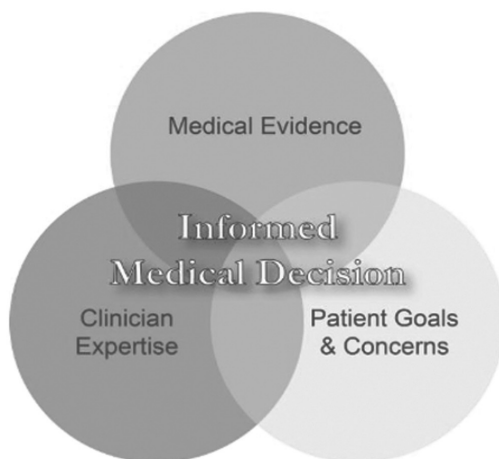 Medical Evidence
Informed
Medical Decision
Clinician
Expertise
Patient Goals
& Concerns